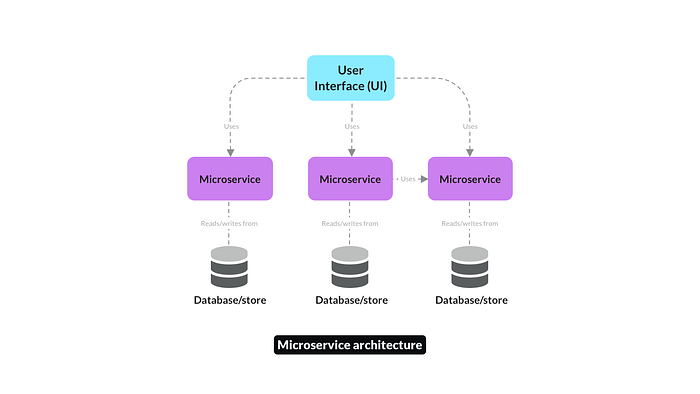 User
Interface (UI)
Uses
Uses
Uses
Microservice
Microservice
Uses
Microservice
Reads/writes from
Reads/writes from
Reads/writes from
Database/store
Database/store
Database/store
Microservice architecture